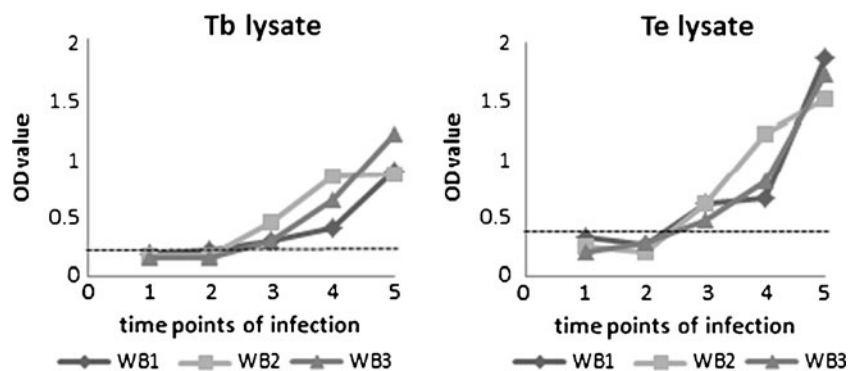 Tb lysate
2
1.5
1
0.5
0
OD value
0 1 2 3 4 5
time points of infection
WB1 WB2 WB3
Te lysate
2
1.5
1
0.5
0
OD value
0 1 2 3 4 5
time points of infection
WB1 WB2 WB3